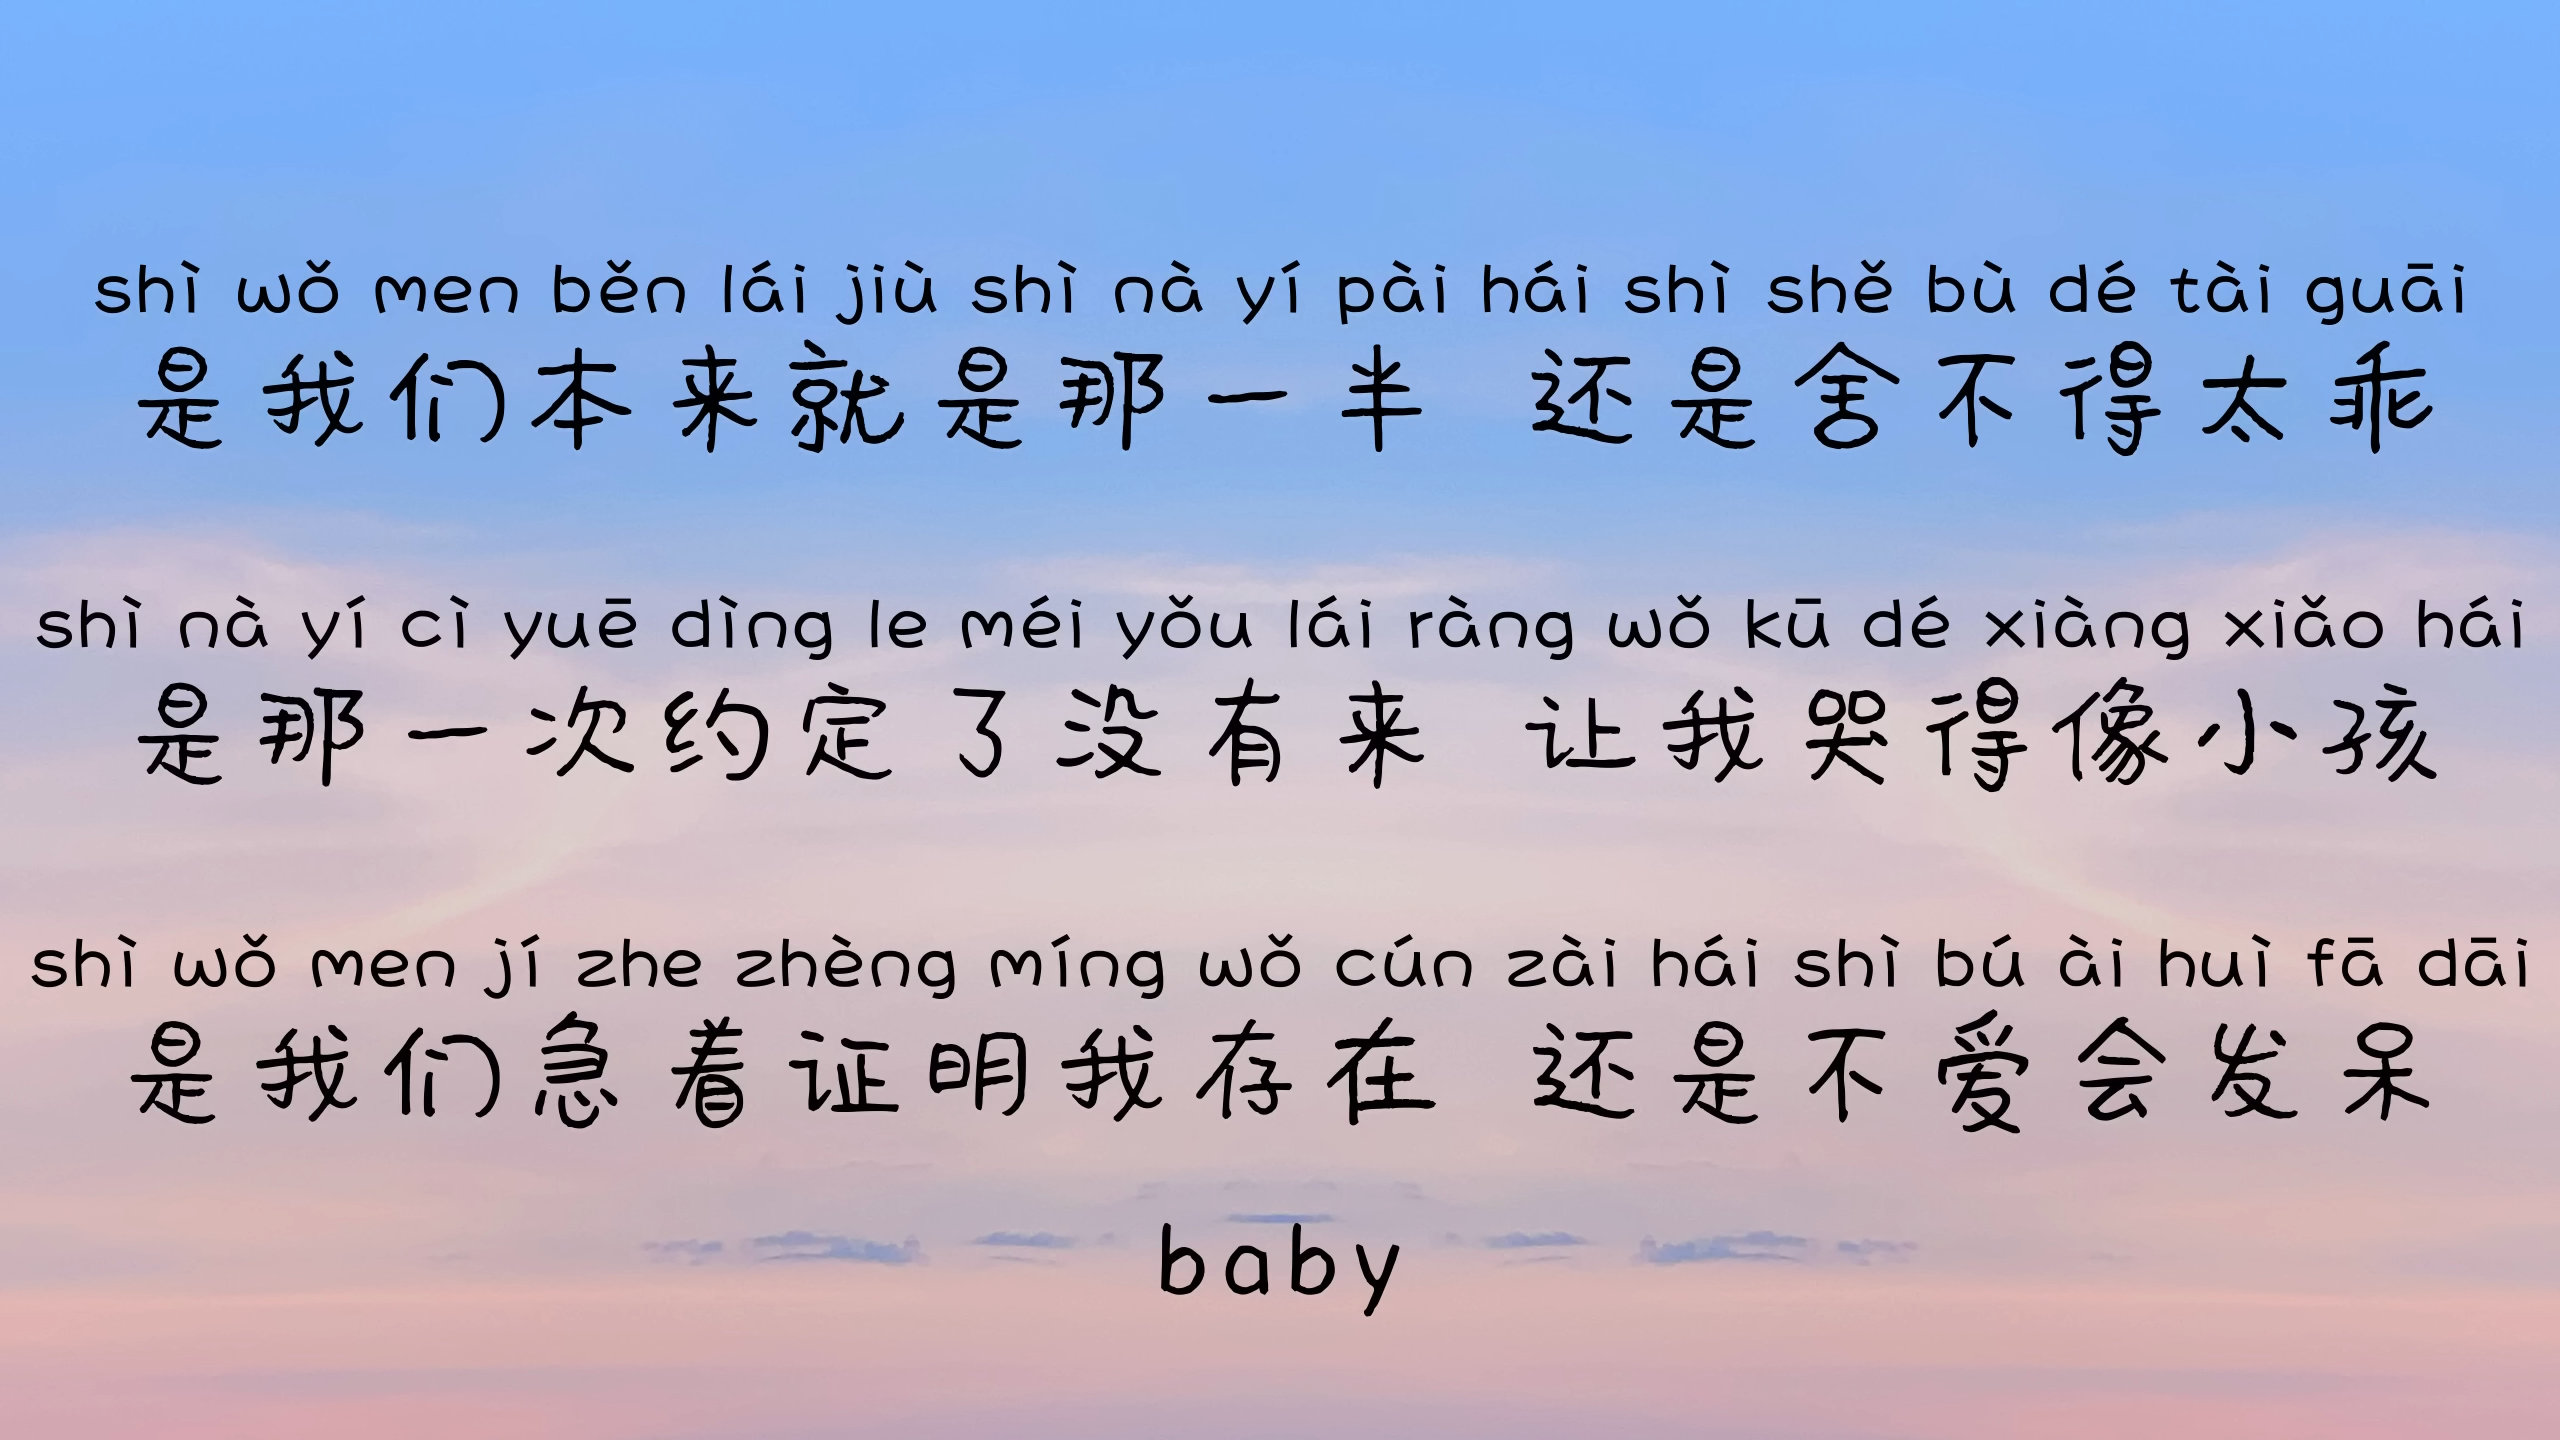 shì wǒ men běn lái jiù shì nà yí pài hái shì shě bù dé tài guāi
是我们本来就是那一半 还是舍不得太乖
shì nà yí cì yuē dìng le méi yǒu lái ràng wǒ kū dé xiàng xiǎo hái
是那一次约定了没有来 让我哭得像小孩
shì wǒ men jí zhe zhèng míng wǒ cún zài hái shì bú ài huì fā dāi
是我们急着证明我存在 还是不爱会发呆
baby